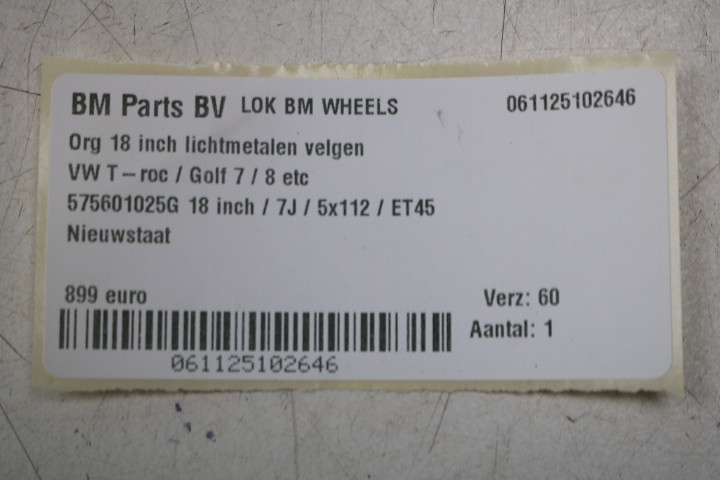 BM Parts BV LOK BM WHEELS 061125102646
Org 18 inch lichtmetalen velgen
VW T-roc / Golf 7 / 8 etc
575601025G 18 inch / 7J / 5x112 / ET45
Nieuwstaat
899 euro Verz: 60
Aantal: 1
061125102646